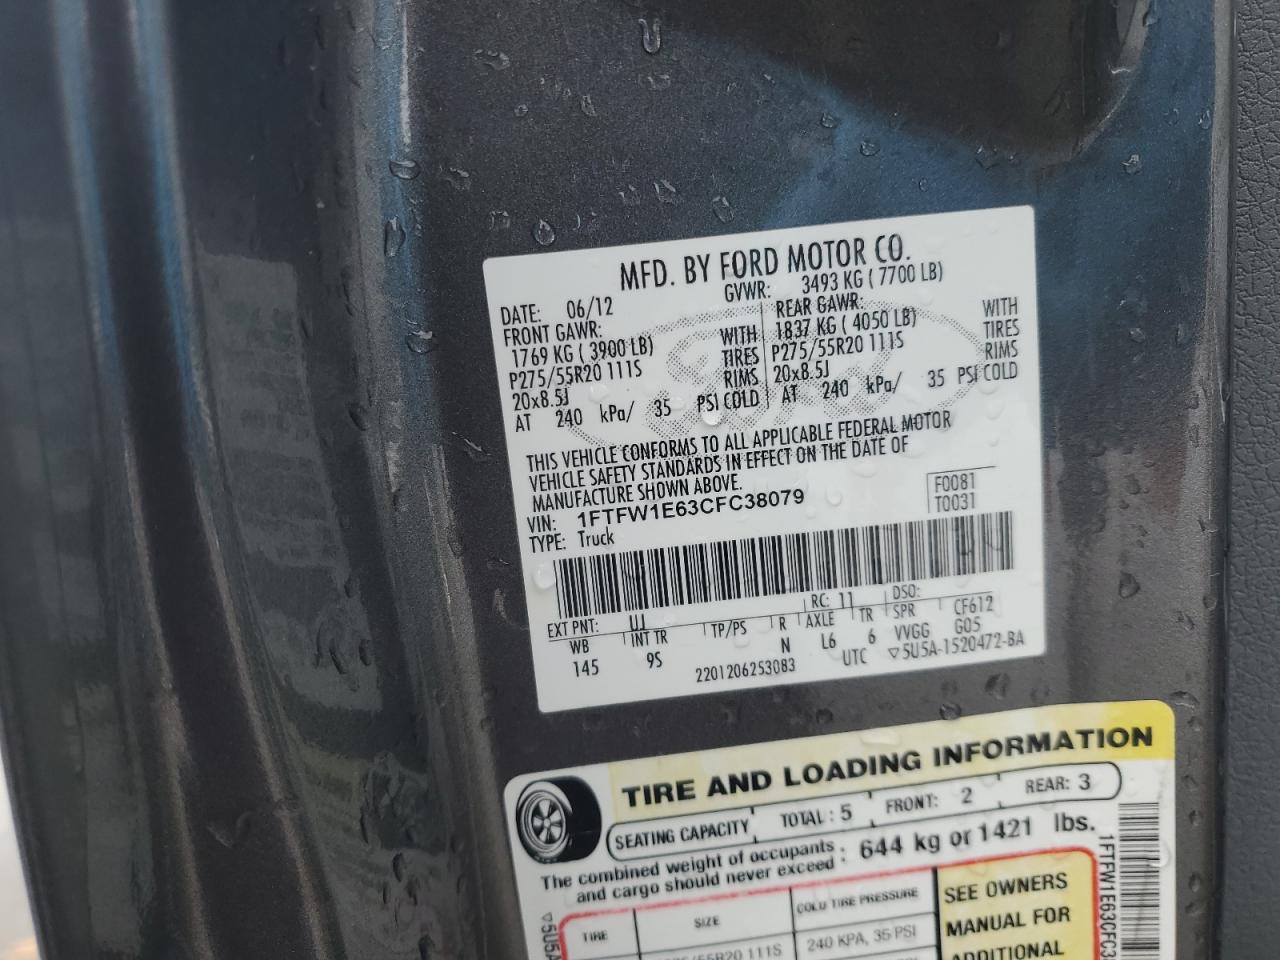 MFD. BY FORD MOTOR CO.
DATE: 06/12 GVWR: 3493 KG ( 7700 LB)
FRONT GAWR: REAR GAWR:
1769 KG ( 3900 LB) WITH 1837 KG ( 4050 LB) WITH
P275/55R20 111S TIRES P275/55R20 111S TIRES
20x8.5J RIMS 20x8.5J RIMS
AT 240 kPa/ 35 PSI COLD AT 240 kPa/ 35 PSI COLD
THIS VEHICLE CONFORMS TO ALL APPLICABLE FEDERAL MOTOR
VEHICLE SAFETY STANDARDS IN EFFECT ON THE DATE OF
MANUFACTURE SHOWN ABOVE.
VIN: 1FTFW1E63CFC38079 F0081
TYPE: Truck T0031
EXT PNT: UJ RC: 11 DSO:
WB INT TR TP/PS R AXLE TR SPR CF612
145 9S N L6 6 VVGG G05
2201206253083 UTC ▽5U5A-1520472-BA
TIRE AND LOADING INFORMATION
SEATING CAPACITY TOTAL : 5 FRONT: 2 REAR: 3
The combined weight of occupants : 644 kg or 1421 lbs.
and cargo should never exceed
TIRE SIZE COLD TIRE PRESSURE SEE OWNERS
MANUAL FOR
240 KPA, 35 PSI ADDITIONAL
1FTFW1E63CFC3
▽5U5A